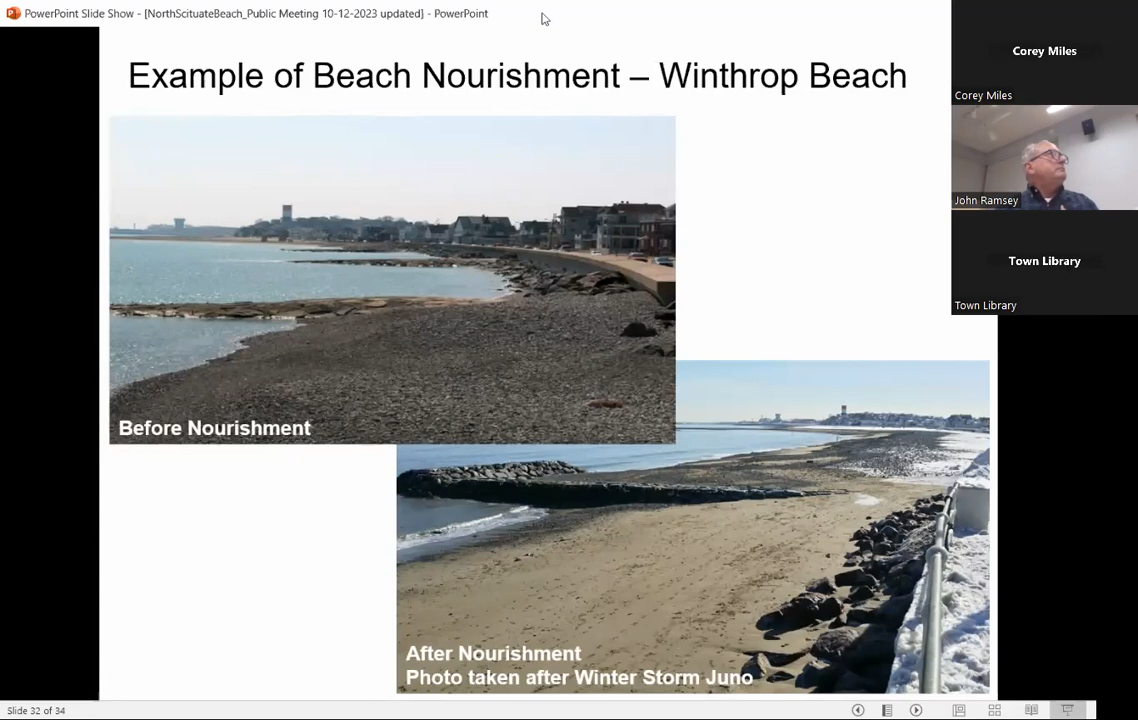 PowerPoint Slide Show - [NorthScituateBeach_Public Meeting 10-12-2023 updated] - PowerPoint
Example of Beach Nourishment – Winthrop Beach
Before Nourishment
After Nourishment
Photo taken after Winter Storm Juno
Corey Miles
Corey Miles
John Ramsey
Town Library
Town Library
Slide 32 of 34